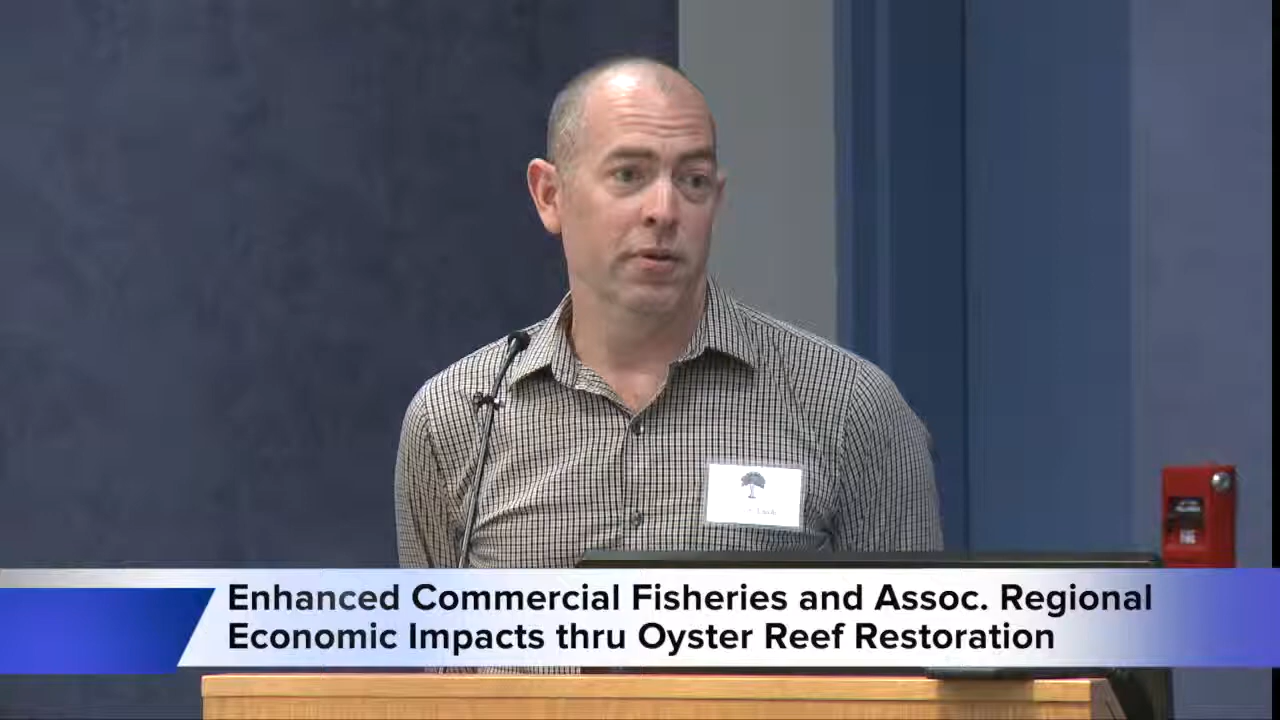 Enhanced Commercial Fisheries and Assoc. Regional
Economic Impacts thru Oyster Reef Restoration